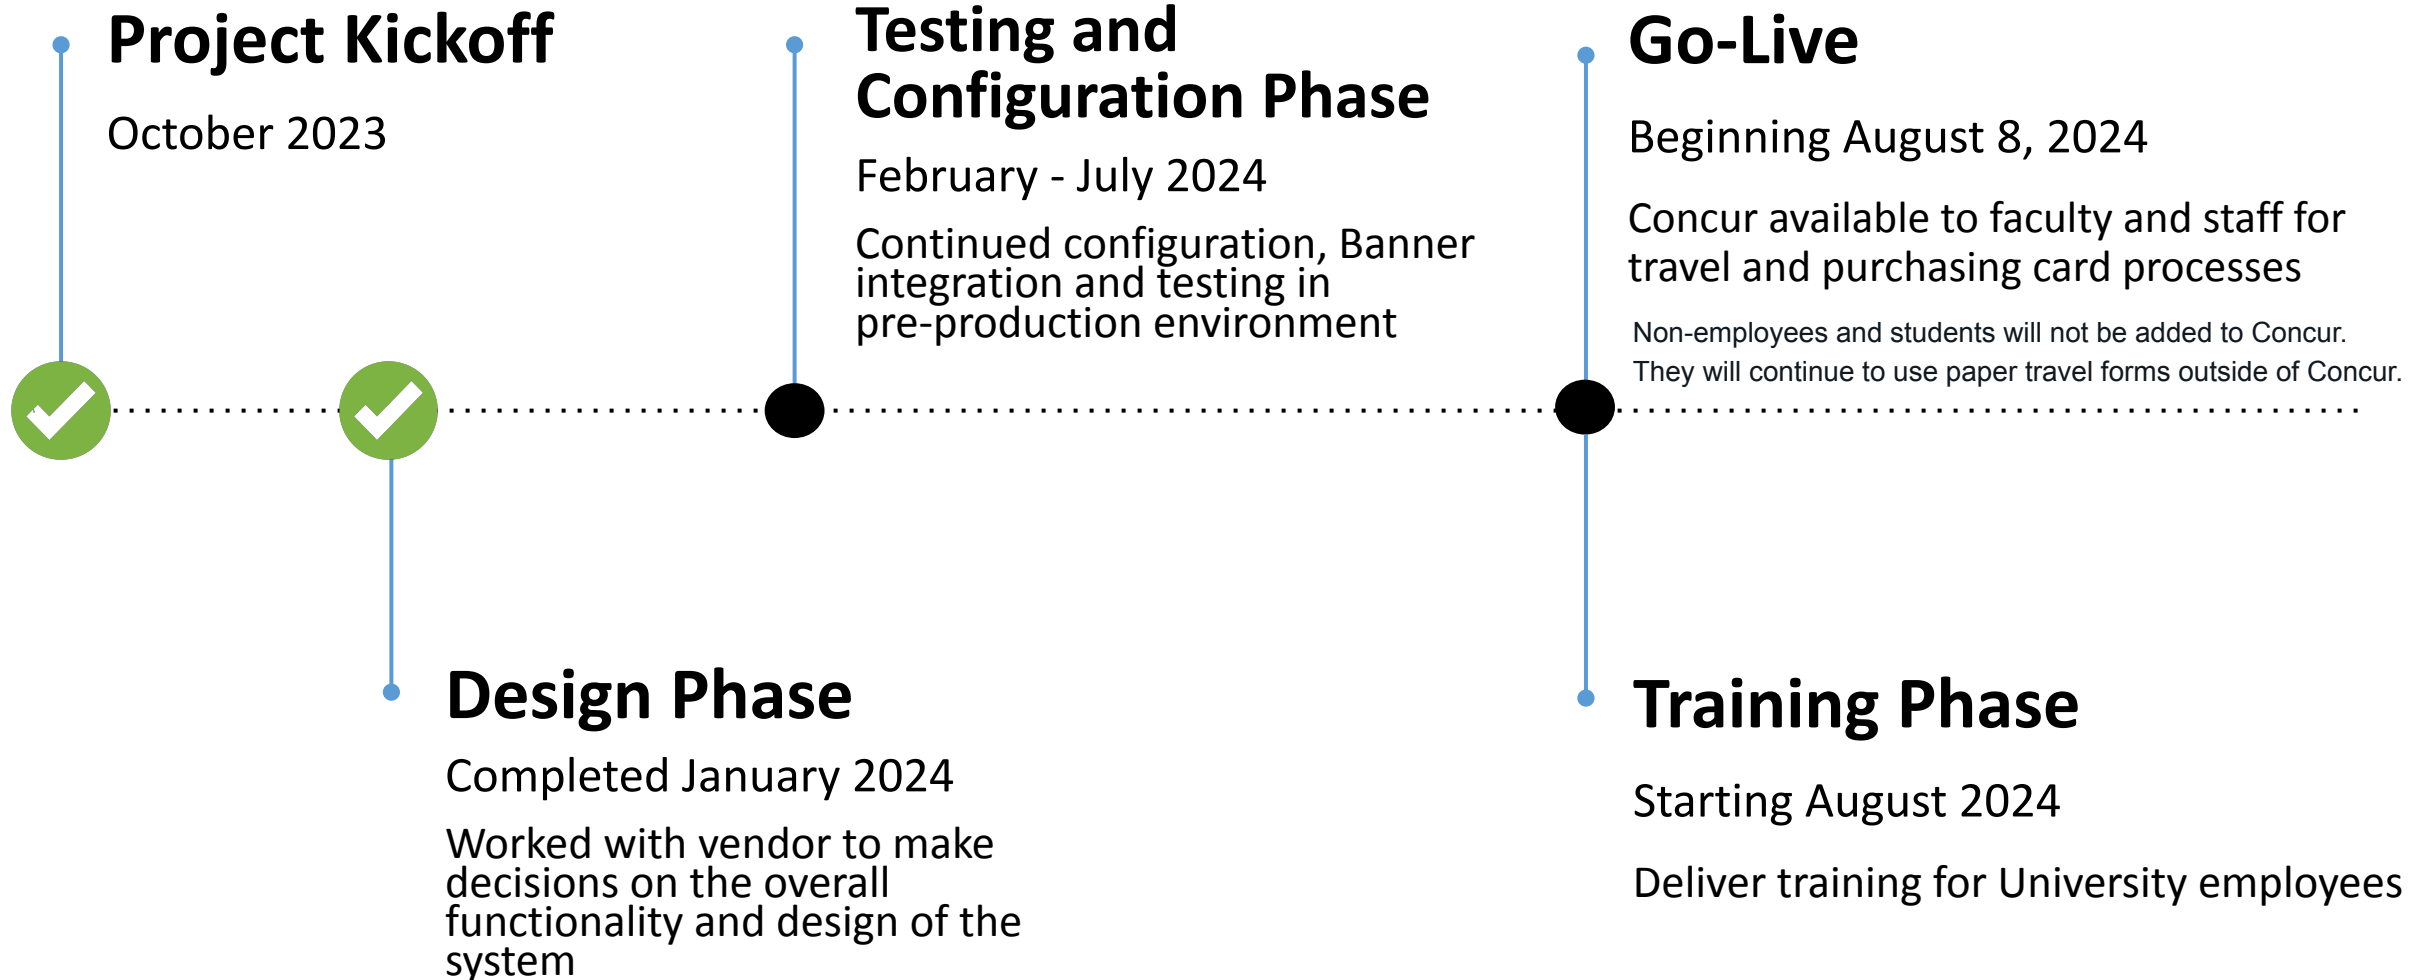 Project Kickoff
October 2023
Testing and
Configuration Phase
February - July 2024
Continued configuration, Banner
integration and testing in
pre-production environment
Go-Live
Beginning August 8, 2024
Concur available to faculty and staff for
travel and purchasing card processes
Non-employees and students will not be added to Concur.
They will continue to use paper travel forms outside of Concur.
Design Phase
Completed January 2024
Worked with vendor to make
decisions on the overall
functionality and design of the
system
Training Phase
Starting August 2024
Deliver training for University employees